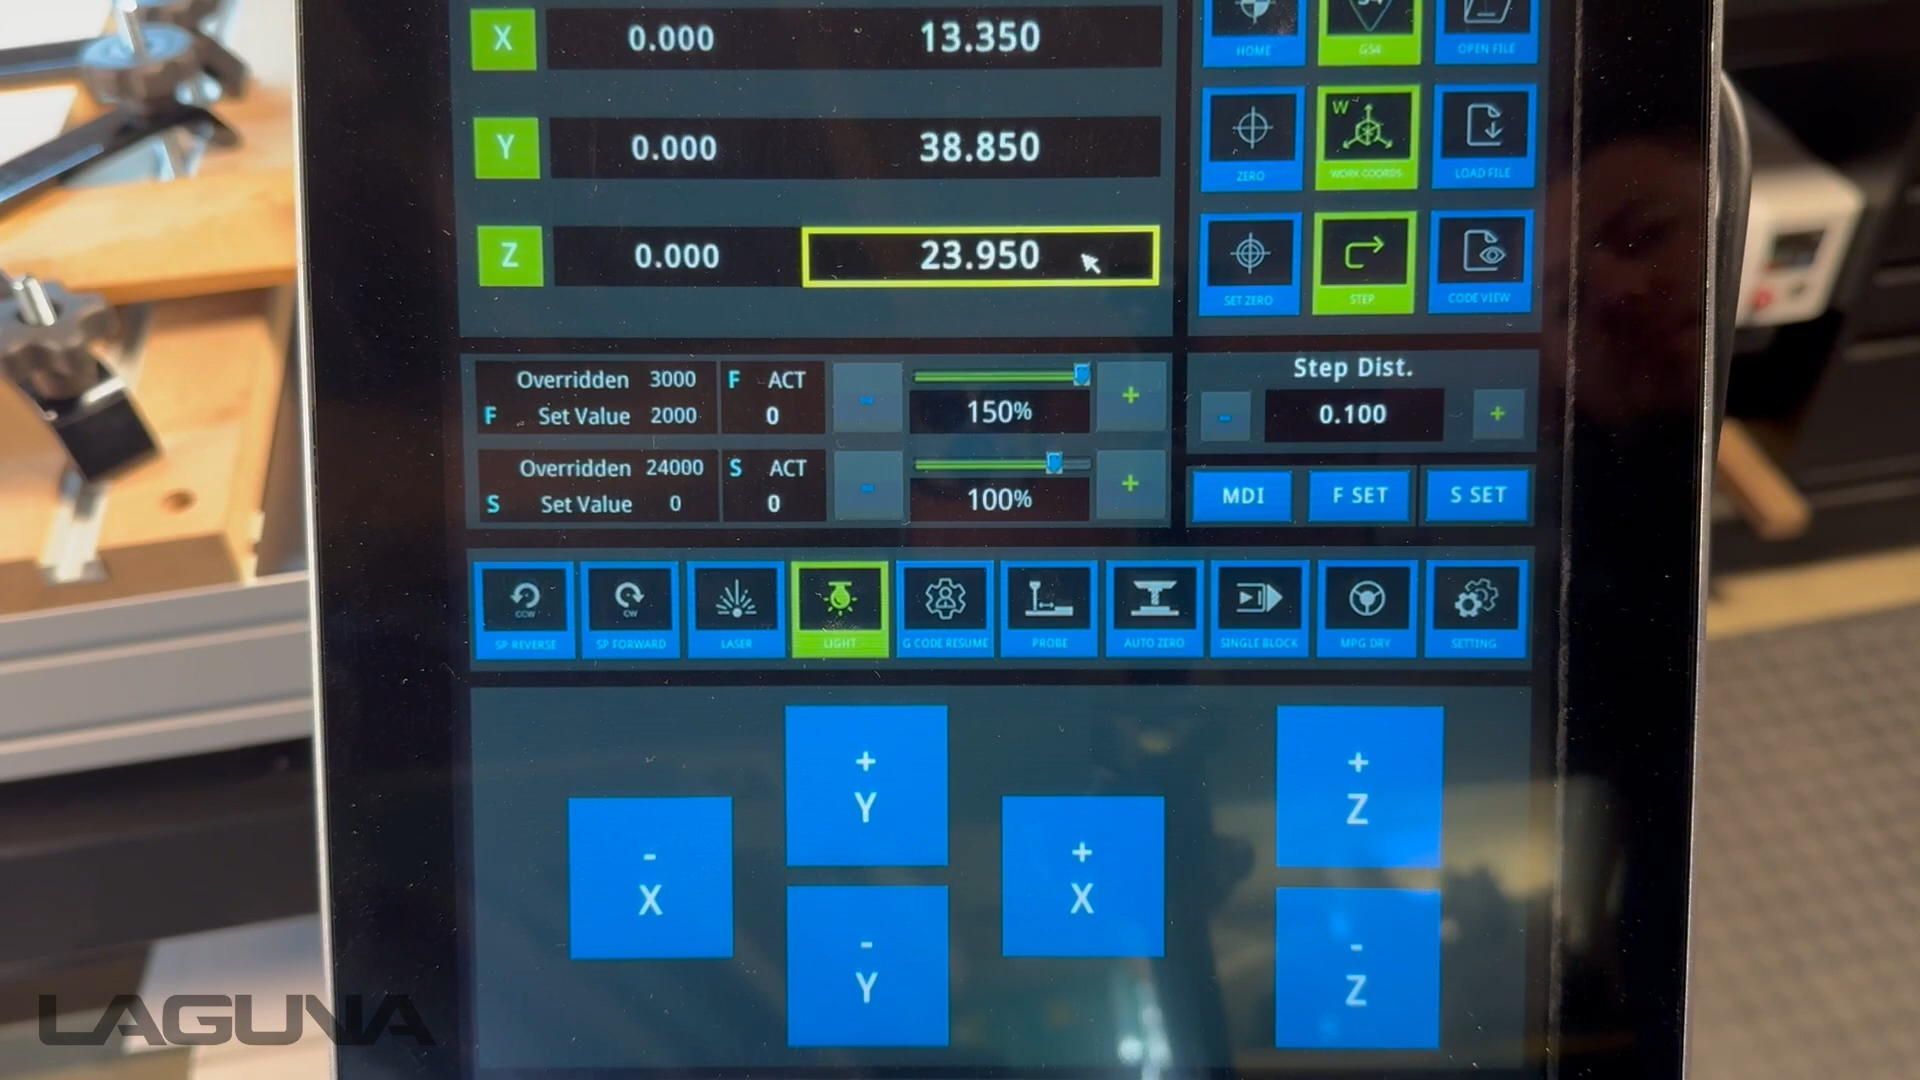 X 0.000 13.350
Y 0.000 38.850
Z 0.000 23.950
HOME G54 OPEN FILE
W
ZERO WORK COORDS LOAD FILE
SET ZERO STEP CODE VIEW
Overridden 3000 F ACT
F Set Value 2000 0
- 150% +
Overridden 24000 S ACT
S Set Value 0 0
- 100% +
Step Dist.
- 0.100 +
MDI F SET S SET
CCW CW
SP REVERSE SP FORWARD LASER LIGHT G CODE RESUME PROBE AUTO ZERO SINGLE BLOCK MPG DRY SETTING
+
Y
+
Z
-
X
+
X
-
Y
-
Z
LAGUNA